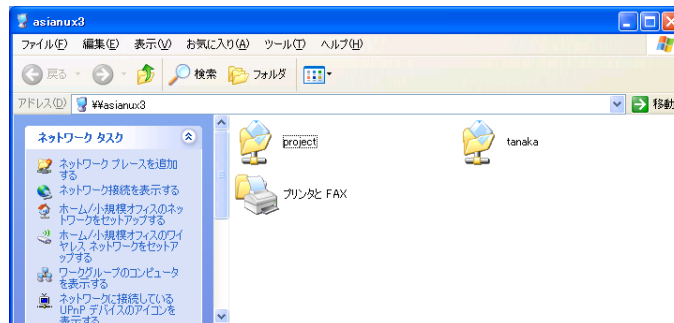 asianux3
ファイル(F) 編集(E) 表示(V) お気に入り(A) ツール(T) ヘルプ(H)
戻る 検索 フォルダ
アドレス(D) ¥¥asianux3 移動
ネットワーク タスク
ネットワーク プレースを追加
する
ネットワーク接続を表示する
ホーム/小規模オフィスのネッ
トワークをセットアップする
ホーム/小規模オフィスのワイ
ヤレス ネットワークをセットア
ップする
ワークグループのコンピュータ
を表示する
ネットワークに接続している
UPnP デバイスのアイコンを
表示する
project
tanaka
プリンタと FAX